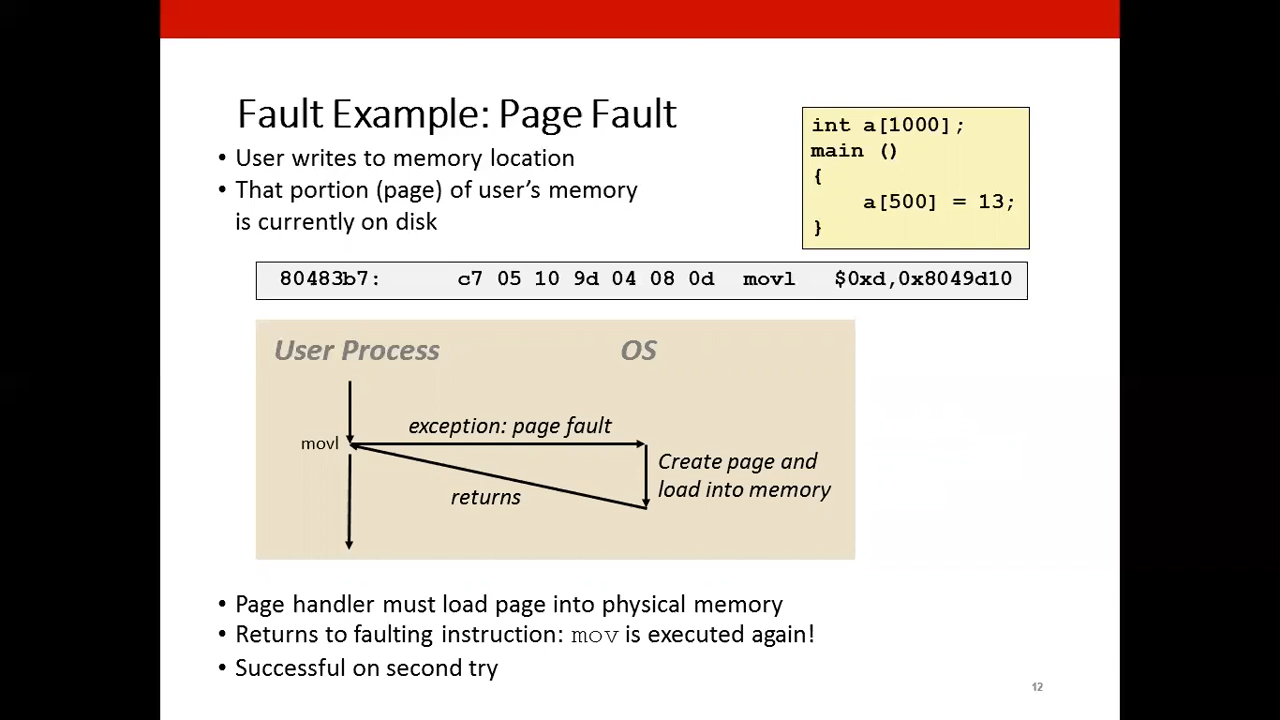 Fault Example: Page Fault
• User writes to memory location
• That portion (page) of user’s memory
is currently on disk
int a[1000];
main ()
{
a[500] = 13;
}
80483b7: c7 05 10 9d 04 08 0d movl $0xd,0x8049d10
User Process OS
exception: page fault
movl
Create page and
load into memory
returns
• Page handler must load page into physical memory
• Returns to faulting instruction: mov is executed again!
• Successful on second try
12